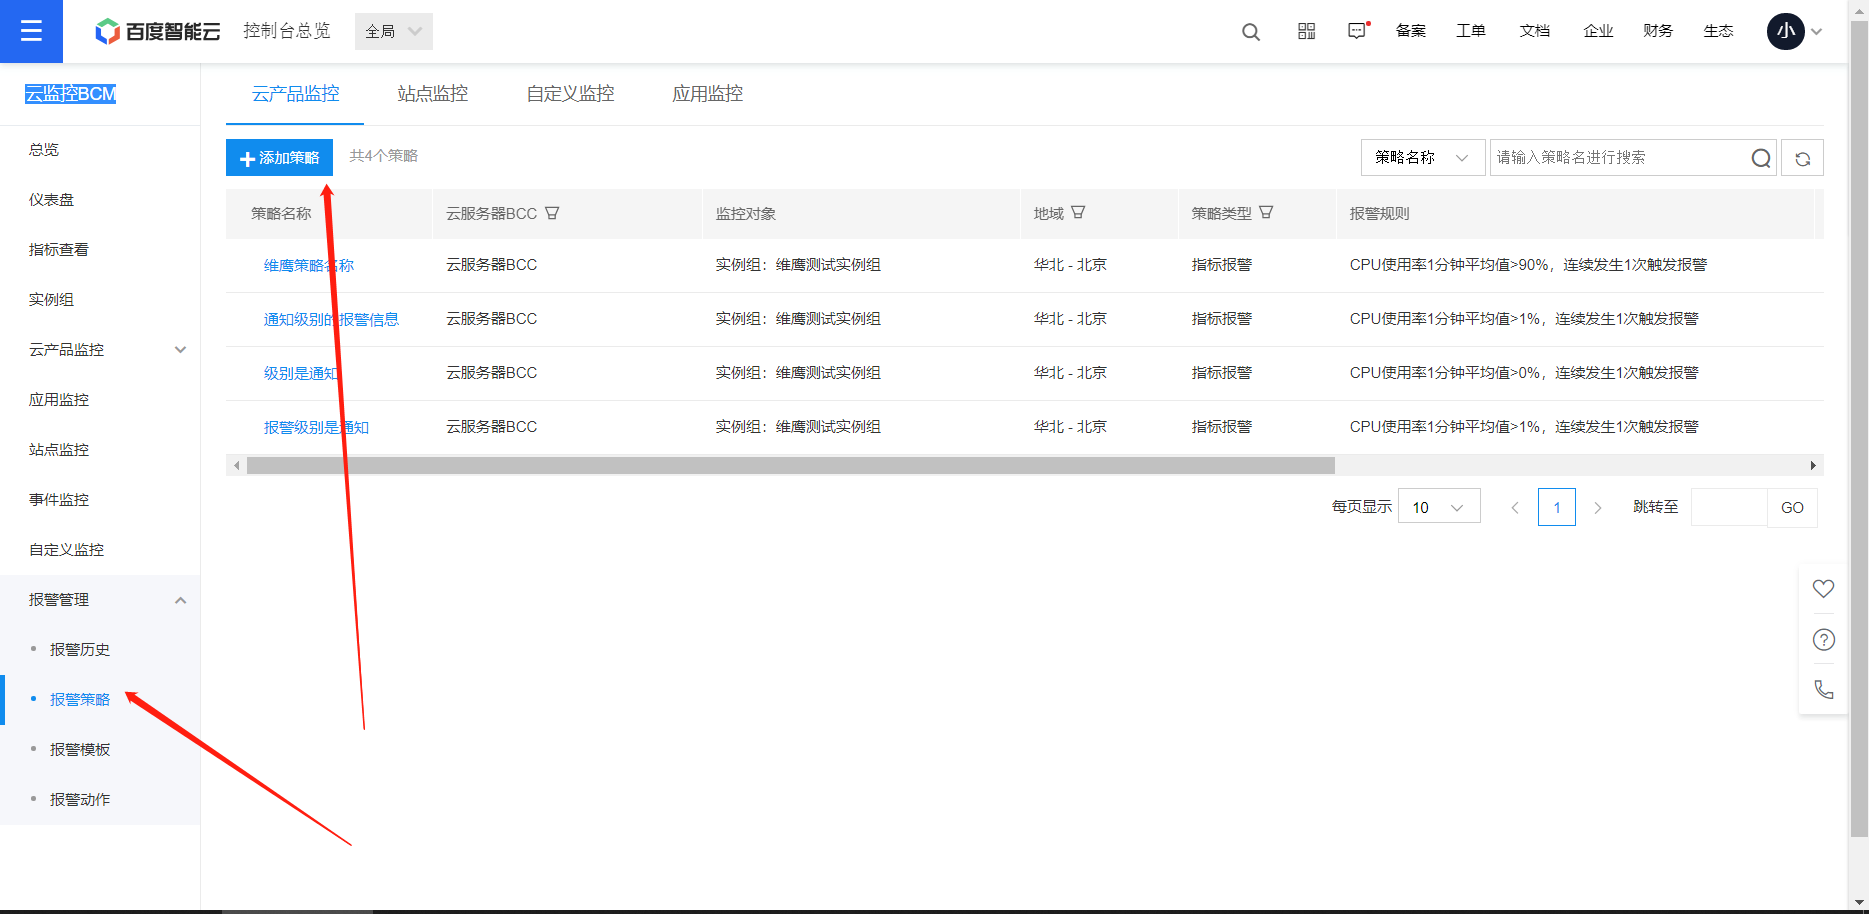 百度智能云 控制台总览 全局 备案 工单 文档 企业 财务 生态 小
云监控BCM
总览
仪表盘
指标查看
实例组
云产品监控
应用监控
站点监控
事件监控
自定义监控
报警管理
报警历史
报警策略
报警模板
报警动作
云产品监控 站点监控 自定义监控 应用监控
添加策略 共4个策略 策略名称 请输入策略名进行搜索
策略名称 云服务器BCC 监控对象 地域 策略类型 报警规则
维鹰策略名称 云服务器BCC 实例组：维鹰测试实例组 华北 - 北京 指标报警 CPU使用率1分钟平均值>90%，连续发生1次触发报警
通知级别的报警信息 云服务器BCC 实例组：维鹰测试实例组 华北 - 北京 指标报警 CPU使用率1分钟平均值>1%，连续发生1次触发报警
级别是通知 云服务器BCC 实例组：维鹰测试实例组 华北 - 北京 指标报警 CPU使用率1分钟平均值>0%，连续发生1次触发报警
报警级别是通知 云服务器BCC 实例组：维鹰测试实例组 华北 - 北京 指标报警 CPU使用率1分钟平均值>1%，连续发生1次触发报警
每页显示 10 1 跳转至 GO